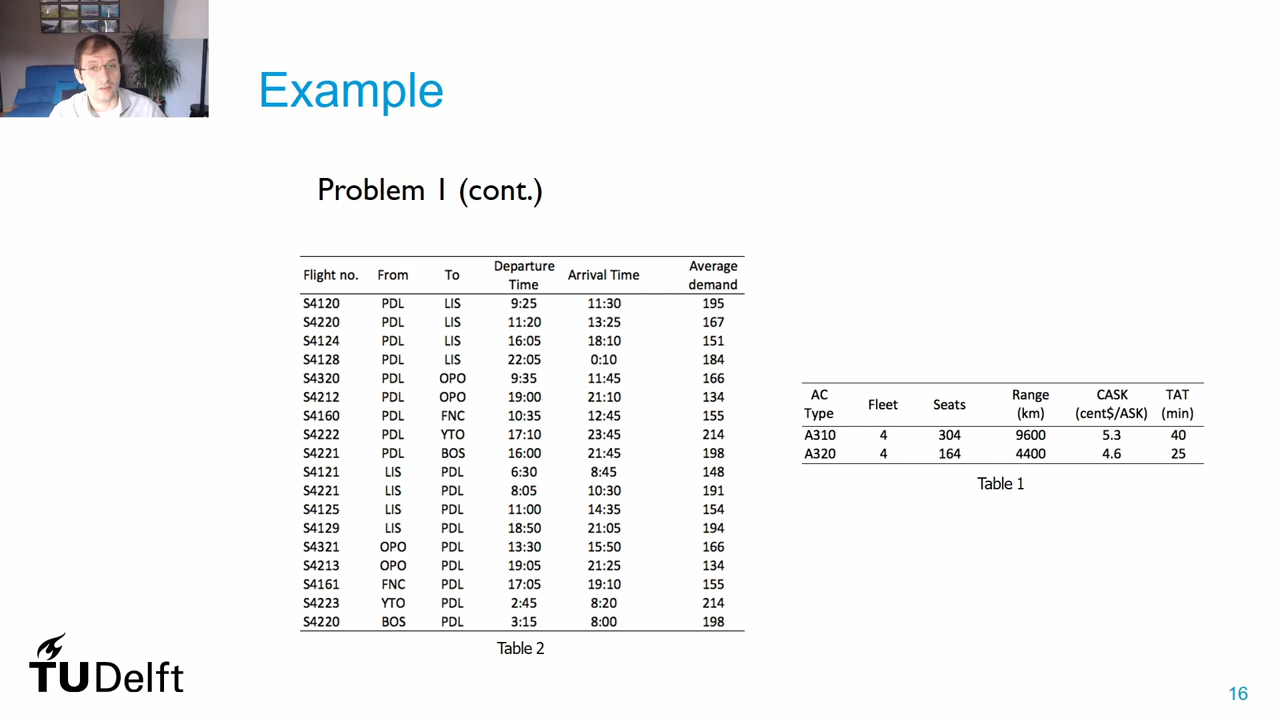 Example
Problem 1 (cont.)
Flight no. From To Departure Time Arrival Time Average demand
S4120 PDL LIS 9:25 11:30 195
S4220 PDL LIS 11:20 13:25 167
S4124 PDL LIS 16:05 18:10 151
S4128 PDL LIS 22:05 0:10 184
S4320 PDL OPO 9:35 11:45 166
S4212 PDL OPO 19:00 21:10 134
S4160 PDL FNC 10:35 12:45 155
S4222 PDL YTO 17:10 23:45 214
S4221 PDL BOS 16:00 21:45 198
S4121 LIS PDL 6:30 8:45 148
S4221 LIS PDL 8:05 10:30 191
S4125 LIS PDL 11:00 14:35 154
S4129 LIS PDL 18:50 21:05 194
S4321 OPO PDL 13:30 15:50 166
S4213 OPO PDL 19:05 21:25 134
S4161 FNC PDL 17:05 19:10 155
S4223 YTO PDL 2:45 8:20 214
S4220 BOS PDL 3:15 8:00 198
Table 2
AC Type Fleet Seats Range (km) CASK (cent$/ASK) TAT (min)
A310 4 304 9600 5.3 40
A320 4 164 4400 4.6 25
Table 1
TUDelft
16